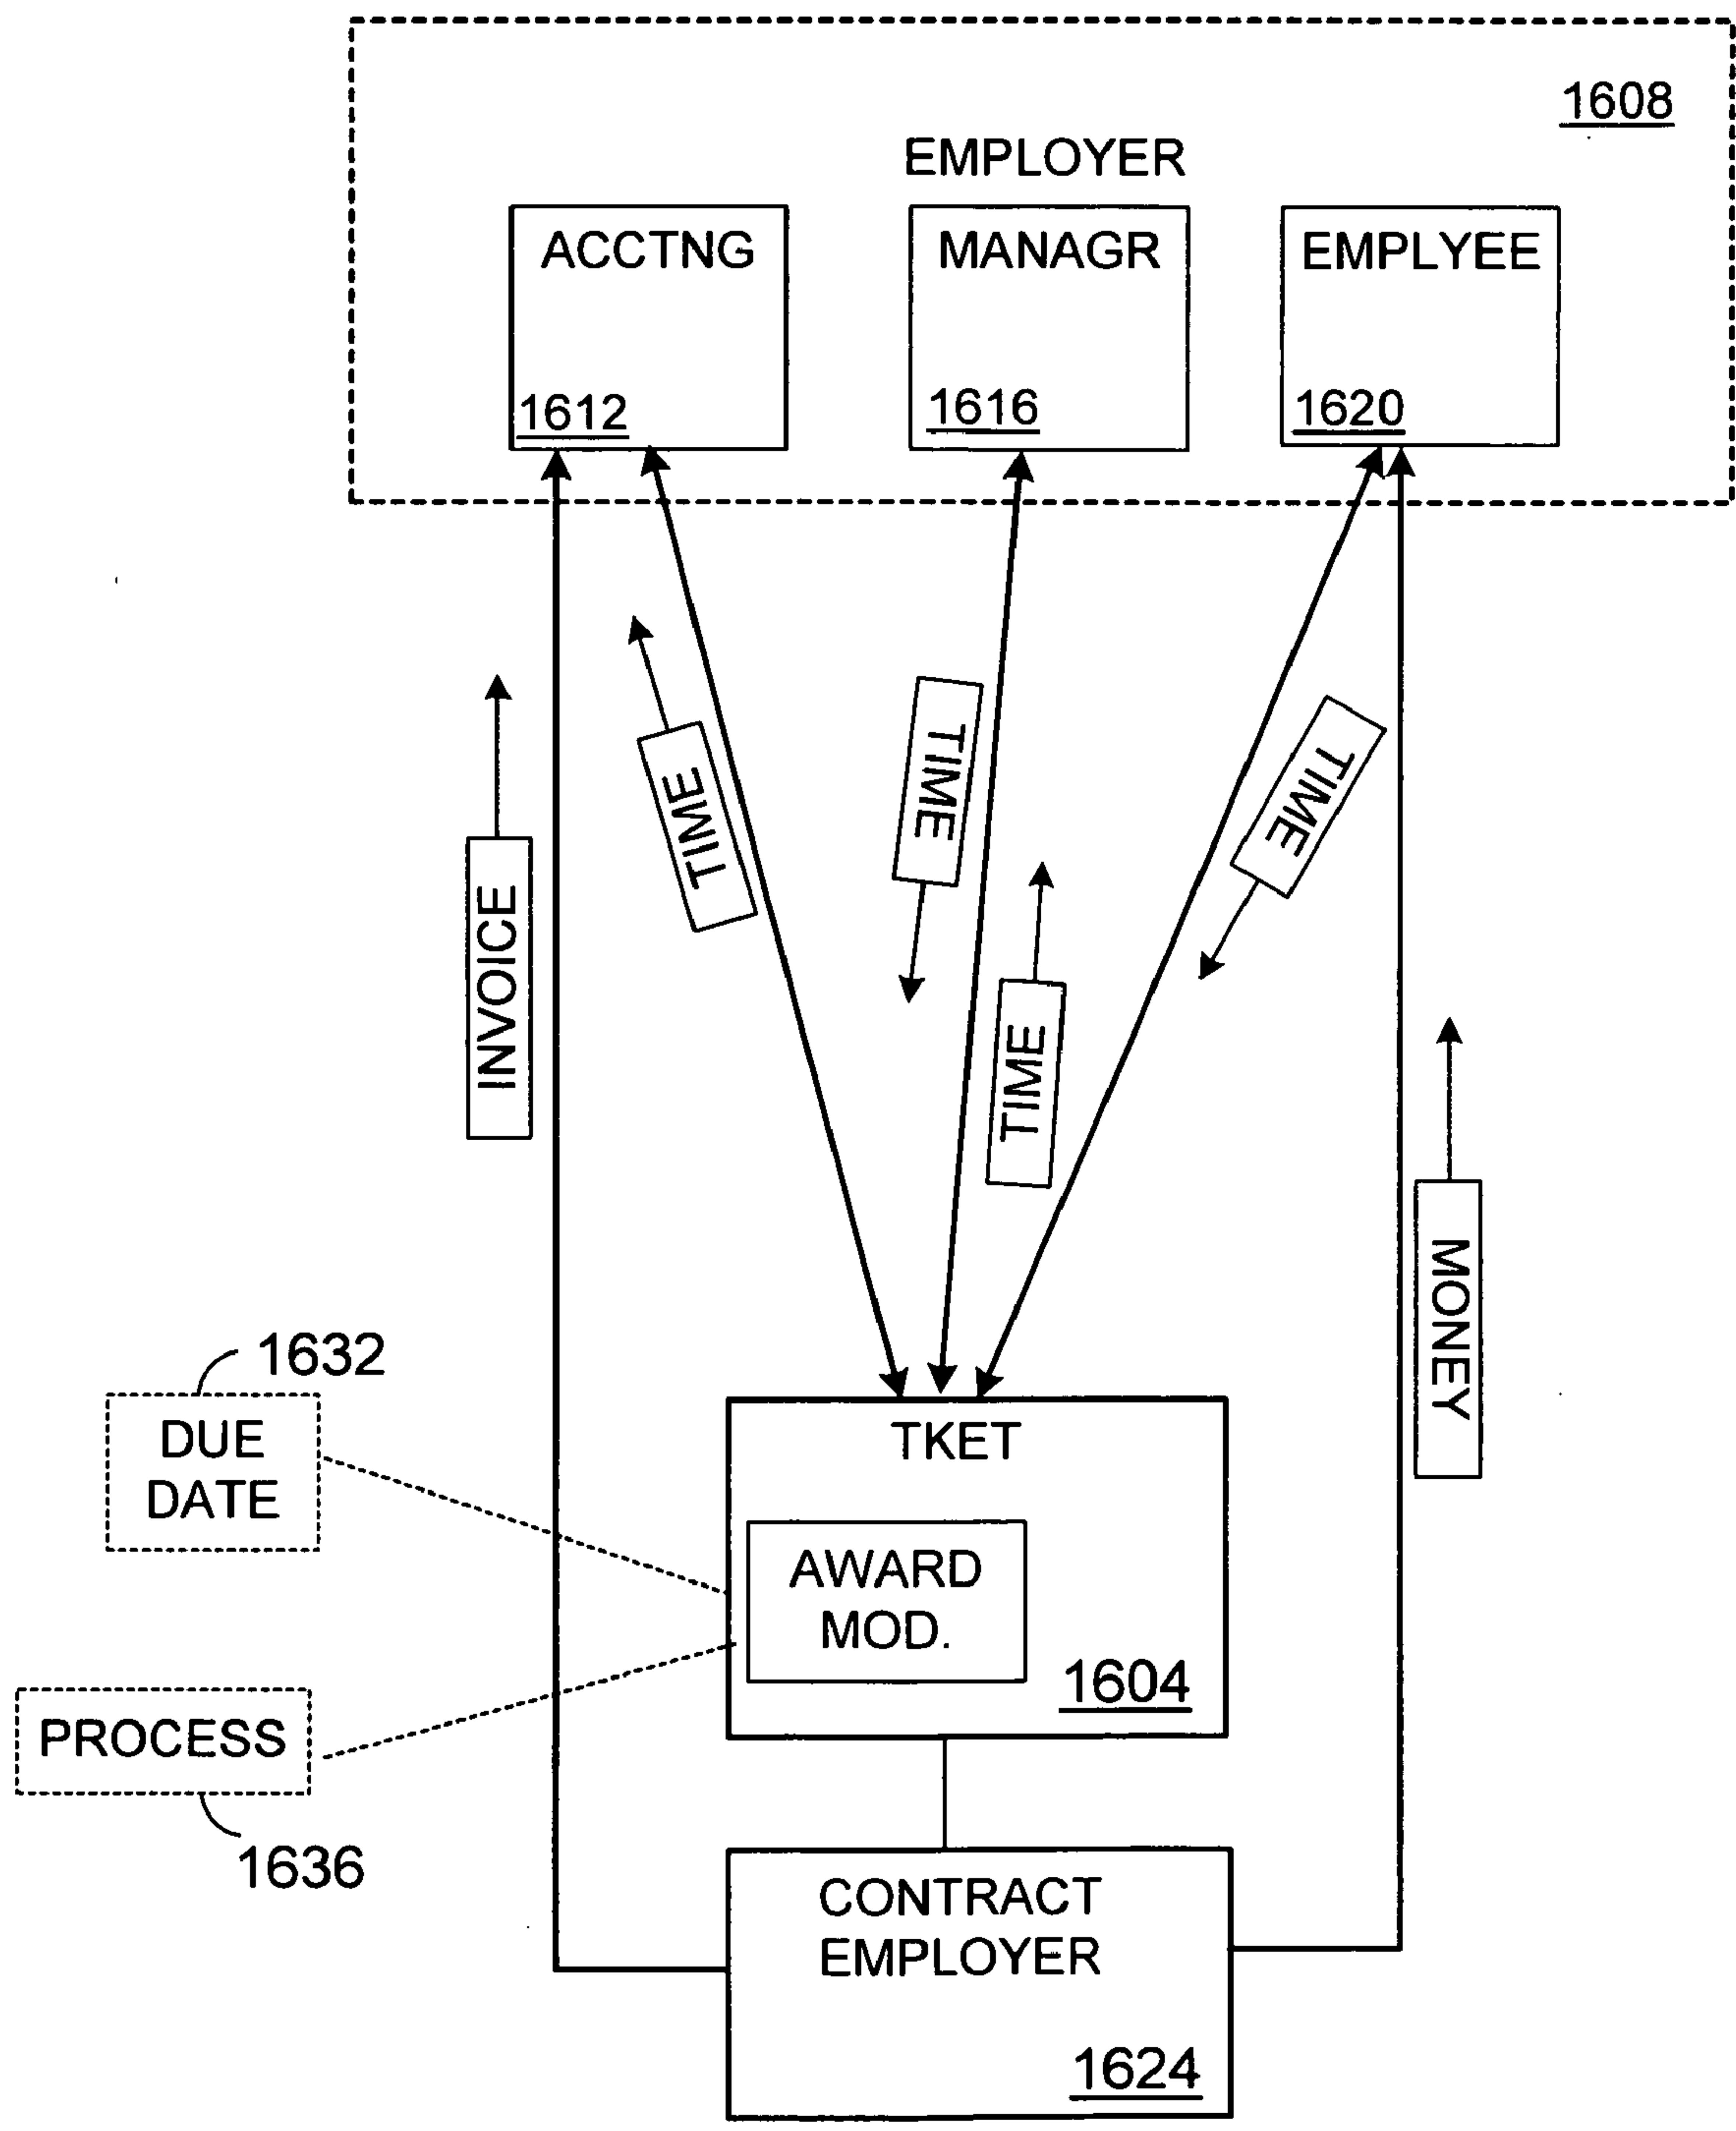 1608
EMPLOYER
ACCTNG
MANAGR
EMPLYEE
1612
1616
1620
TIME
TIME
TIME
INVOICE
TIME
MONEY
1632
DUE
DATE
TKET
AWARD
MOD.
1604
PROCESS
1636
CONTRACT
EMPLOYER
1624